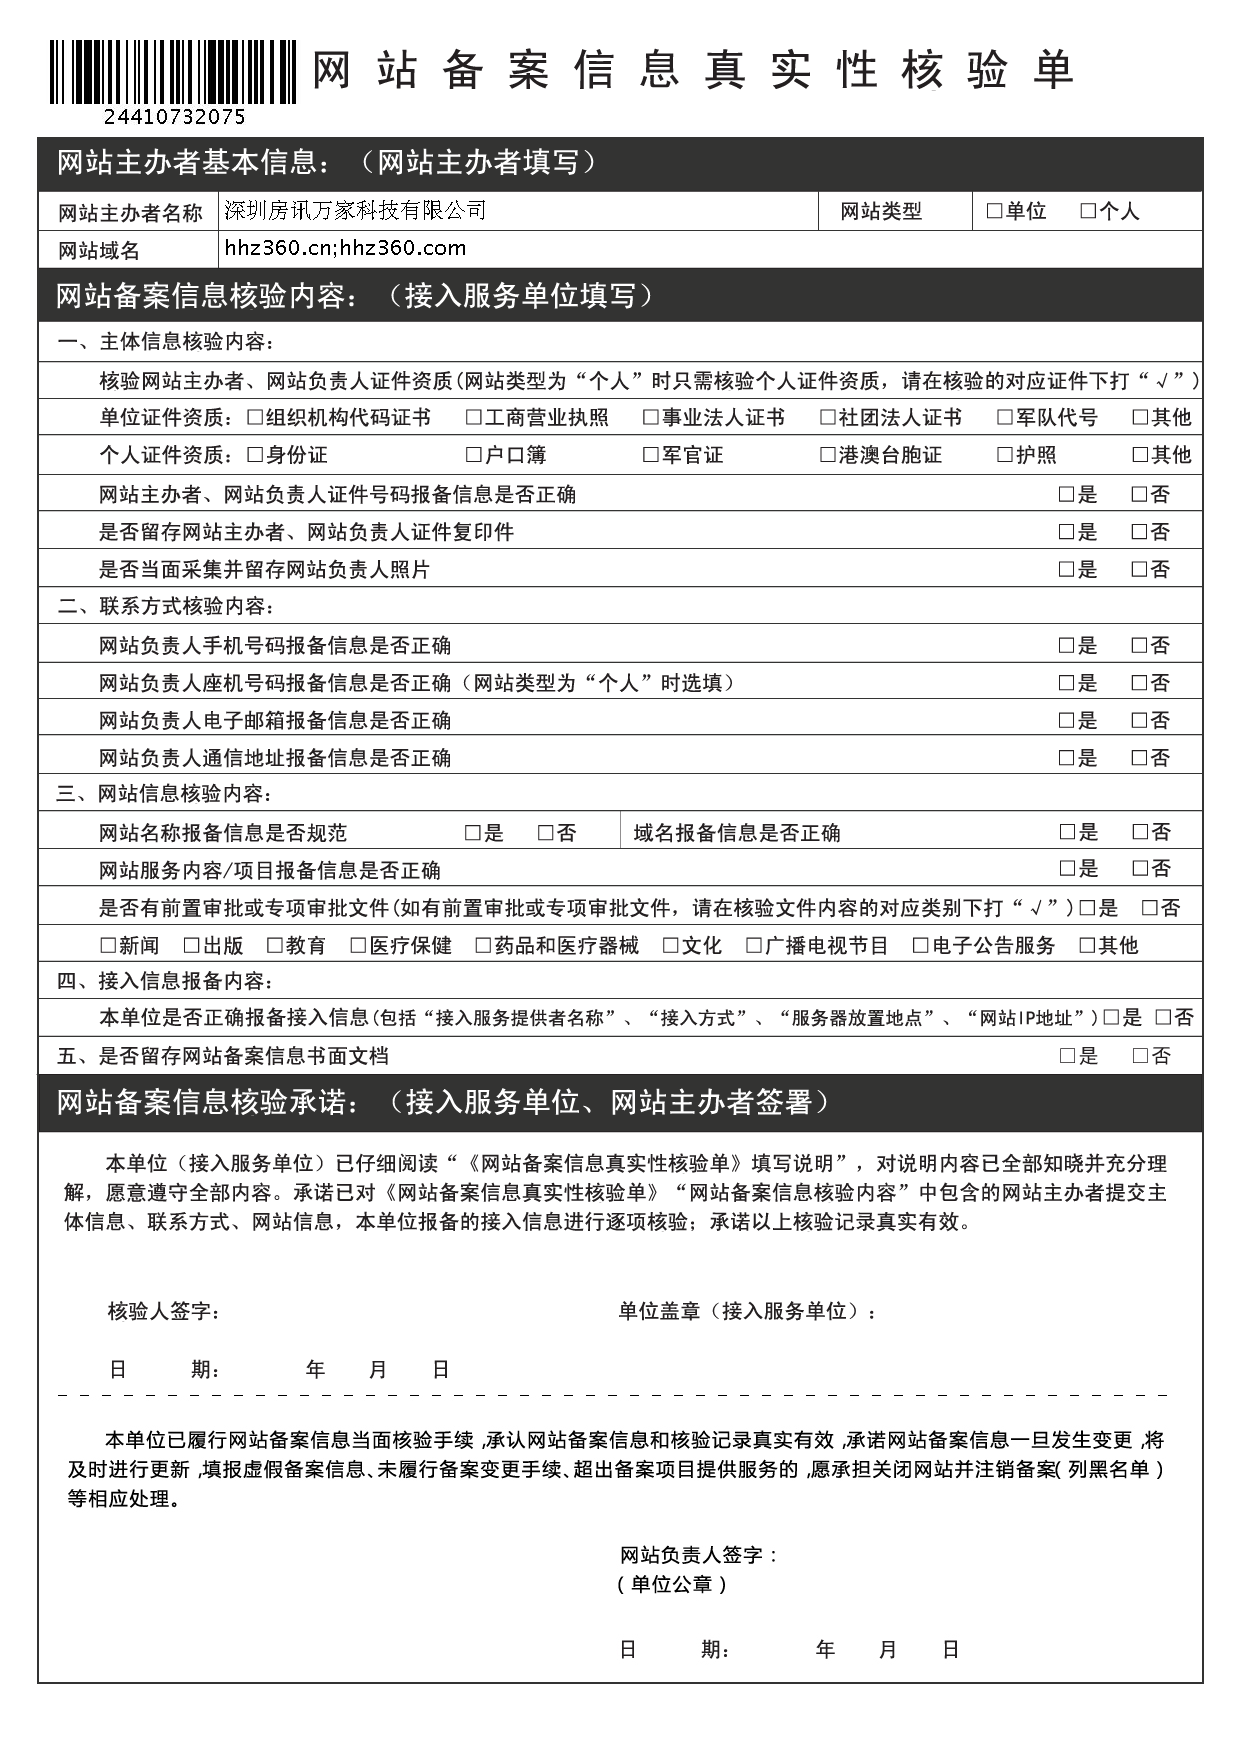 网站备案信息真实性核验单
24410732075
网站主办者基本信息：（网站主办者填写）
网站主办者名称 深圳房讯万家科技有限公司 网站类型 □单位 □个人
网站域名 hhz360.cn;hhz360.com
网站备案信息核验内容：（接入服务单位填写）
一、主体信息核验内容：
核验网站主办者、网站负责人证件资质(网站类型为“个人”时只需核验个人证件资质，请在核验的对应证件下打“√”)
单位证件资质：□组织机构代码证书 □工商营业执照 □事业法人证书 □社团法人证书 □军队代号 □其他
个人证件资质：□身份证 □户口簿 □军官证 □港澳台胞证 □护照 □其他
网站主办者、网站负责人证件号码报备信息是否正确 □是 □否
是否留存网站主办者、网站负责人证件复印件 □是 □否
是否当面采集并留存网站负责人照片 □是 □否
二、联系方式核验内容：
网站负责人手机号码报备信息是否正确 □是 □否
网站负责人座机号码报备信息是否正确（网站类型为“个人”时选填） □是 □否
网站负责人电子邮箱报备信息是否正确 □是 □否
网站负责人通信地址报备信息是否正确 □是 □否
三、网站信息核验内容：
网站名称报备信息是否规范 □是 □否 域名报备信息是否正确 □是 □否
网站服务内容/项目报备信息是否正确 □是 □否
是否有前置审批或专项审批文件(如有前置审批或专项审批文件，请在核验文件内容的对应类别下打“√”)□是 □否
□新闻 □出版 □教育 □医疗保健 □药品和医疗器械 □文化 □广播电视节目 □电子公告服务 □其他
四、接入信息报备内容：
本单位是否正确报备接入信息(包括“接入服务提供者名称”、“接入方式”、“服务器放置地点”、“网站IP地址”)□是 □否
五、是否留存网站备案信息书面文档 □是 □否
网站备案信息核验承诺：（接入服务单位、网站主办者签署）
本单位（接入服务单位）已仔细阅读“《网站备案信息真实性核验单》填写说明”，对说明内容已全部知晓并充分理
解，愿意遵守全部内容。承诺已对《网站备案信息真实性核验单》“网站备案信息核验内容”中包含的网站主办者提交主
体信息、联系方式、网站信息，本单位报备的接入信息进行逐项核验；承诺以上核验记录真实有效。
核验人签字： 单位盖章（接入服务单位）：
日 期： 年 月 日
本单位已履行网站备案信息当面核验手续,承认网站备案信息和核验记录真实有效,承诺网站备案信息一旦发生变更,将
及时进行更新,填报虚假备案信息、未履行备案变更手续、超出备案项目提供服务的,愿承担关闭网站并注销备案(列黑名单)
等相应处理。
网站负责人签字：
(单位公章)
日 期： 年 月 日